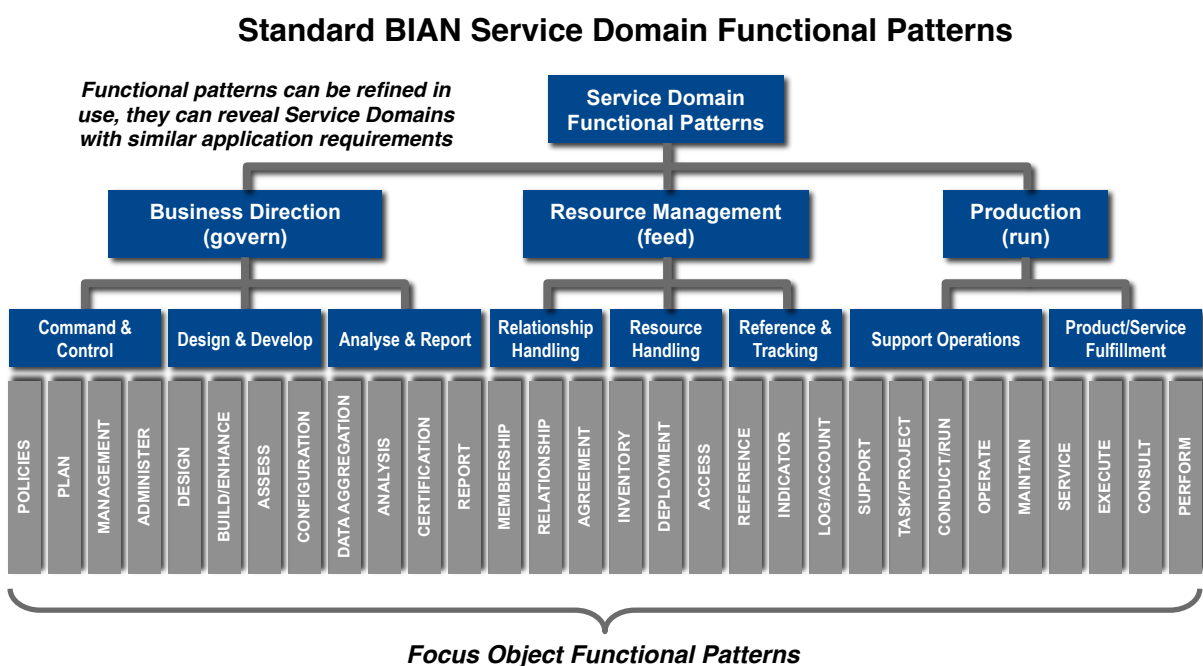 Standard BIAN Service Domain Functional Patterns
Functional patterns can be refined in
use, they can reveal Service Domains
with similar application requirements
Service Domain
Functional Patterns
Business Direction
(govern)
Resource Management
(feed)
Production
(run)
Command &
Control
Design & Develop
Analyse & Report
Relationship
Handling
Resource
Handling
Reference &
Tracking
Support Operations
Product/Service
Fulfillment
POLICIES
PLAN
MANAGEMENT
ADMINISTER
DESIGN
BUILD/ENHANCE
ASSESS
CONFIGURATION
DATA AGGREGATION
ANALYSIS
CERTIFICATION
REPORT
MEMBERSHIP
RELATIONSHIP
AGREEMENT
INVENTORY
DEPLOYMENT
ACCESS
REFERENCE
INDICATOR
LOG/ACCOUNT
SUPPORT
TASK/PROJECT
CONDUCT/RUN
OPERATE
MAINTAIN
SERVICE
EXECUTE
CONSULT
PERFORM
Focus Object Functional Patterns